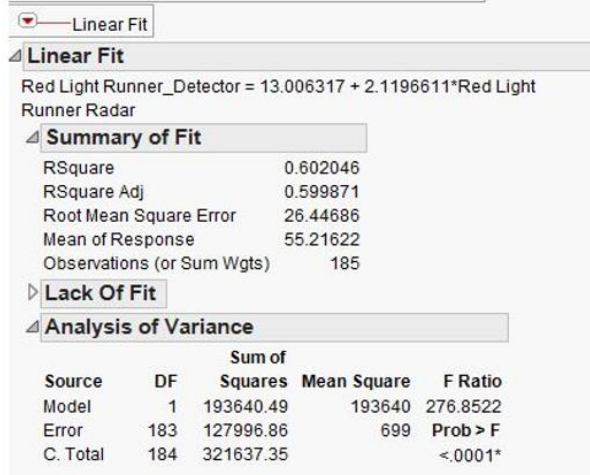 Linear Fit
Linear Fit
Red Light Runner_Detector = 13.006317 + 2.1196611*Red Light
Runner Radar
Summary of Fit
RSquare 0.602046
RSquare Adj 0.599871
Root Mean Square Error 26.44686
Mean of Response 55.21622
Observations (or Sum Wgts) 185
Lack Of Fit
Analysis of Variance
Sum of
Source DF Squares Mean Square F Ratio
Model 1 193640.49 193640 276.8522
Error 183 127996.86 699 Prob > F
C. Total 184 321637.35 <.0001*